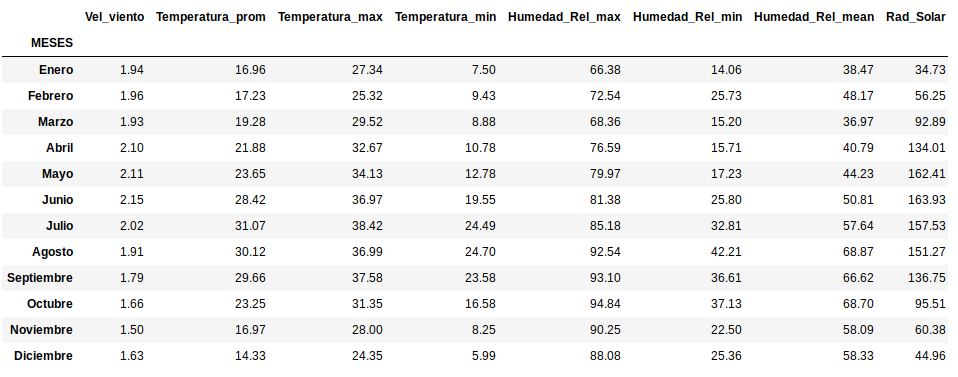 Vel_viento Temperatura_prom Temperatura_max Temperatura_min Humedad_Rel_max Humedad_Rel_min Humedad_Rel_mean Rad_Solar
MESES
Enero 1.94 16.96 27.34 7.50 66.38 14.06 38.47 34.73
Febrero 1.96 17.23 25.32 9.43 72.54 25.73 48.17 56.25
Marzo 1.93 19.28 29.52 8.88 68.36 15.20 36.97 92.89
Abril 2.10 21.88 32.67 10.78 76.59 15.71 40.79 134.01
Mayo 2.11 23.65 34.13 12.78 79.97 17.23 44.23 162.41
Junio 2.15 28.42 36.97 19.55 81.38 25.80 50.81 163.93
Julio 2.02 31.07 38.42 24.49 85.18 32.81 57.64 157.53
Agosto 1.91 30.12 36.99 24.70 92.54 42.21 68.87 151.27
Septiembre 1.79 29.66 37.58 23.58 93.10 36.61 66.62 136.75
Octubre 1.66 23.25 31.35 16.58 94.84 37.13 68.70 95.51
Noviembre 1.50 16.97 28.00 8.25 90.25 22.50 58.09 60.38
Diciembre 1.63 14.33 24.35 5.99 88.08 25.36 58.33 44.96